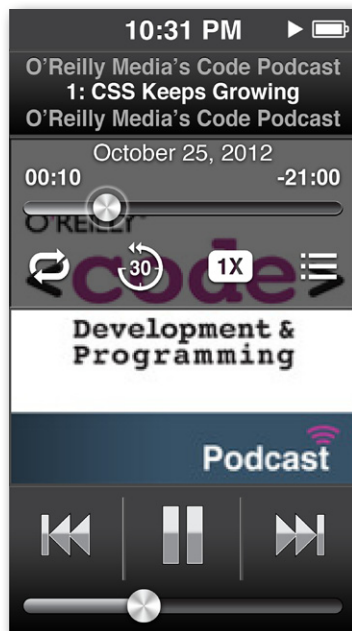 10:31 PM
O'Reilly Media's Code Podcast
1: CSS Keeps Growing
O'Reilly Media's Code Podcast
October 25, 2012
00:10 -21:00
O'REILLY
30 1X
<code>
Development &
Programming
Podcast